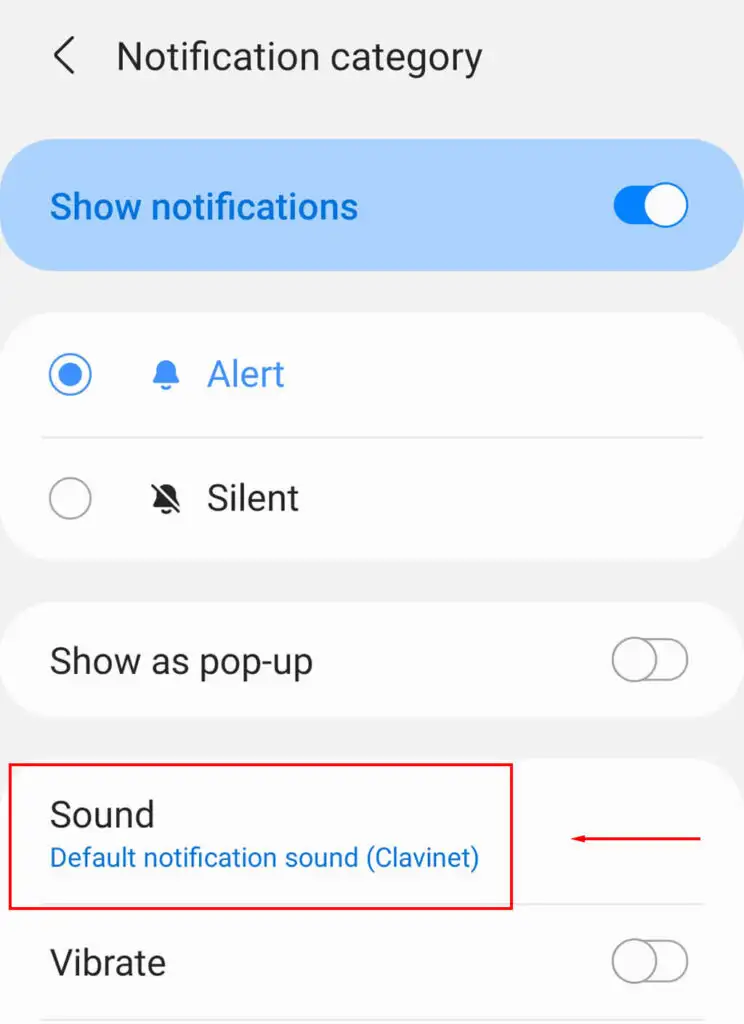 Notification category
Show notifications
Alert
Silent
Show as pop-up
Sound
Default notification sound (Clavinet)
Vibrate